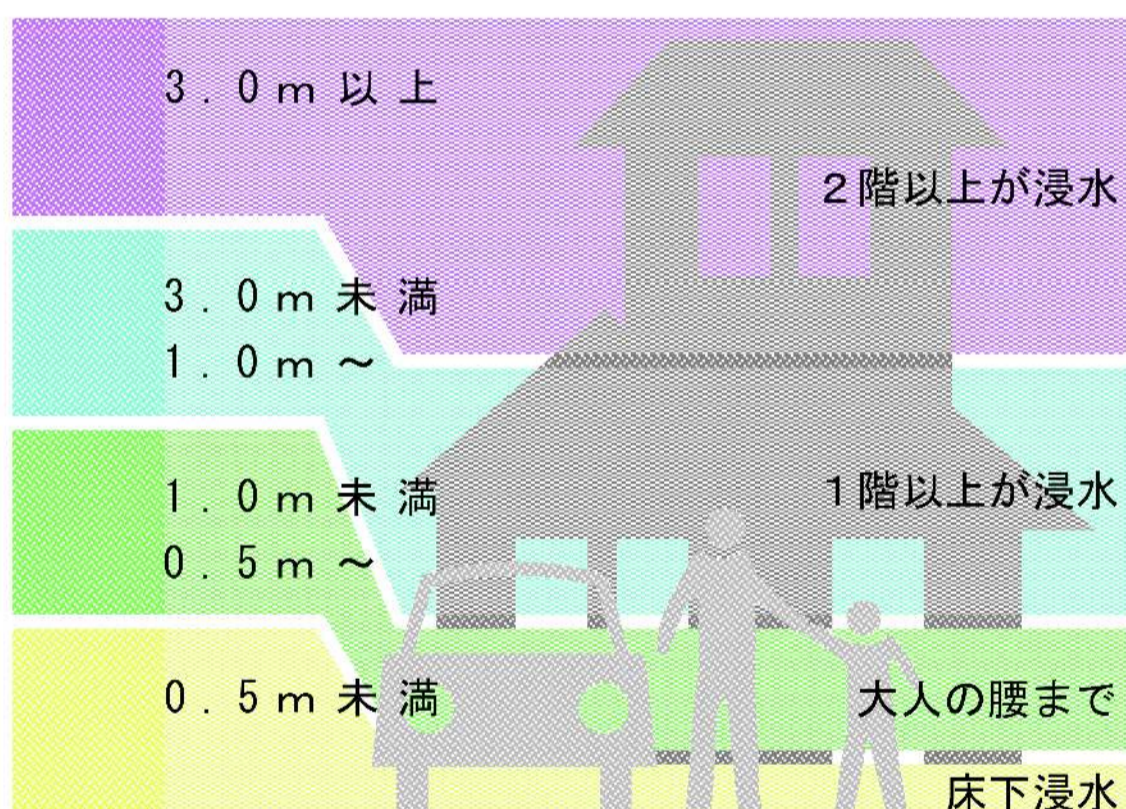 3.0m以上
2階以上が浸水
3.0m未満
1.0m～
1階以上が浸水
1.0m未満
0.5m～
0.5m未満
大人の腰まで
床下浸水